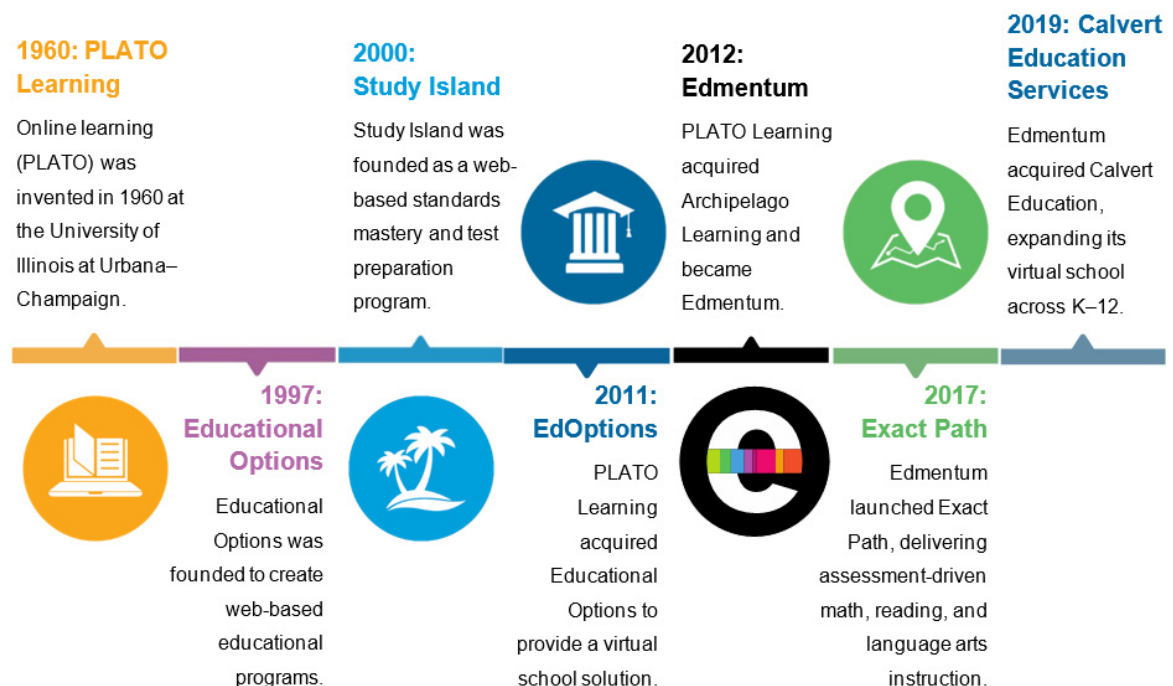 1960: PLATO
Learning
Online learning
(PLATO) was
invented in 1960 at
the University of
Illinois at Urbana–
Champaign.
1997:
Educational
Options
Educational
Options was
founded to create
web-based
educational
programs.
2000:
Study Island
Study Island was
founded as a web-
based standards
mastery and test
preparation
program.
2011:
EdOptions
PLATO
Learning
acquired
Educational
Options to
provide a virtual
school solution.
2012:
Edmentum
PLATO Learning
acquired
Archipelago
Learning and
became
Edmentum.
e
2017:
Exact Path
Edmentum
launched Exact
Path, delivering
assessment-driven
math, reading, and
language arts
instruction.
2019: Calvert
Education
Services
Edmentum
acquired Calvert
Education,
expanding its
virtual school
across K–12.